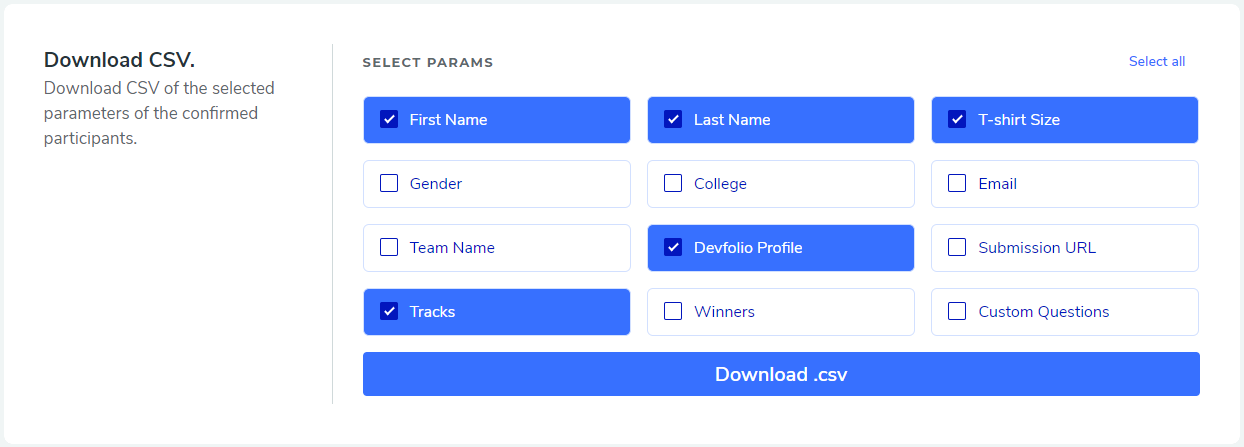 Download CSV.
Download CSV of the selected
parameters of the confirmed
participants.
SELECT PARAMS
Select all
First Name
Last Name
T-shirt Size
Gender
College
Email
Team Name
Devfolio Profile
Submission URL
Tracks
Winners
Custom Questions
Download .csv